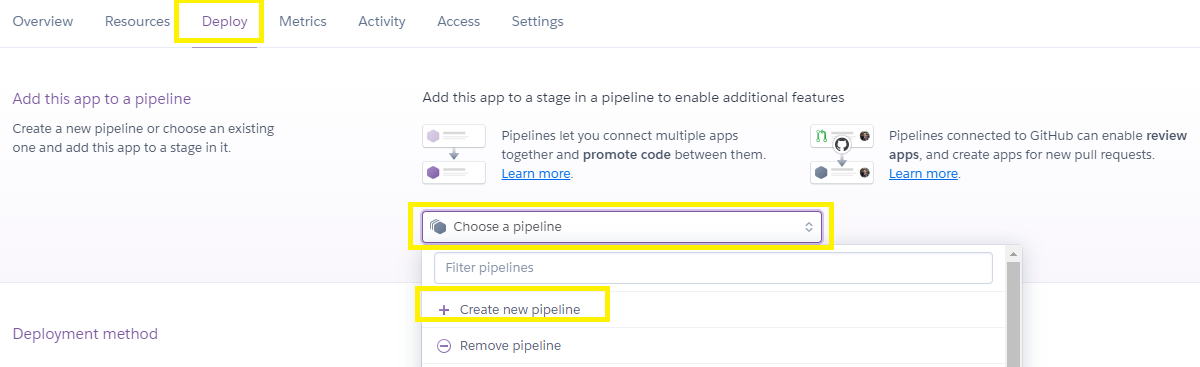 Overview Resources Deploy Metrics Activity Access Settings
Add this app to a pipeline
Create a new pipeline or choose an existing
one and add this app to a stage in it.
Add this app to a stage in a pipeline to enable additional features
Pipelines let you connect multiple apps
together and promote code between them.
Learn more.
Pipelines connected to GitHub can enable review
apps, and create apps for new pull requests.
Learn more.
Choose a pipeline
Filter pipelines
Create new pipeline
Remove pipeline
Deployment method